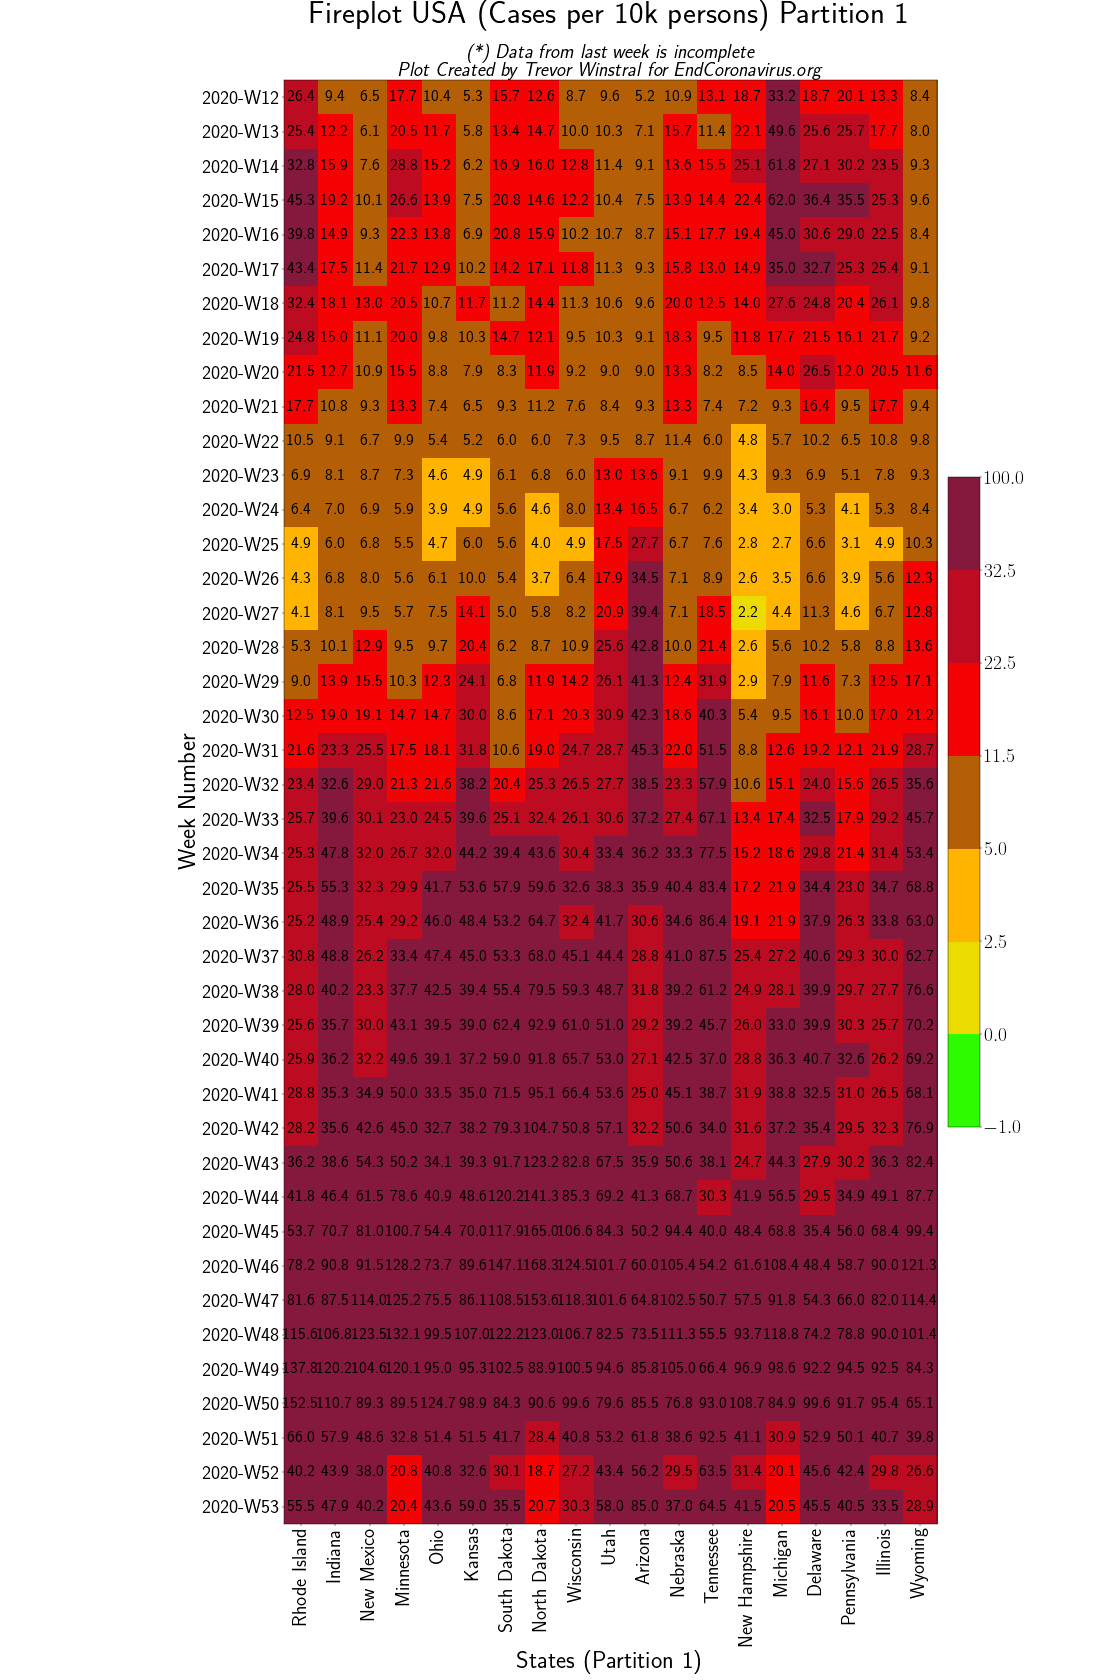 Fireplot USA (Cases per 10k persons) Partition 1
(*) Data from last week is incomplete
Plot Created by Trevor Winstral for EndCoronavirus.org
2020-W12 26.4 9.4 6.5 17.7 10.4 5.3 15.7 12.6 8.7 9.6 5.2 10.9 13.1 18.7 33.2 18.7 20.1 13.3 8.4
2020-W13 25.4 12.2 6.1 20.5 11.7 5.8 13.4 14.7 10.0 10.3 7.1 15.7 11.4 22.1 49.6 25.6 25.7 17.7 8.0
2020-W14 32.8 15.9 7.6 28.8 15.2 6.2 16.9 16.0 12.8 11.4 9.1 13.6 15.5 25.1 61.8 27.1 30.2 23.5 9.3
2020-W15 45.3 19.2 10.1 26.6 13.9 7.5 20.8 14.6 12.2 10.4 7.5 13.9 14.4 22.4 62.0 36.4 35.5 25.3 9.6
2020-W16 39.8 14.9 9.3 22.3 13.8 6.9 20.8 15.9 10.2 10.7 8.7 15.1 17.7 19.4 45.0 30.6 29.0 22.5 8.4
2020-W17 43.4 17.5 11.4 21.7 12.9 10.2 14.2 17.1 11.8 11.3 9.3 15.8 13.0 14.9 35.0 32.7 25.3 25.4 9.1
2020-W18 32.4 18.1 13.0 20.5 10.7 11.7 11.2 14.4 11.3 10.6 9.6 20.0 12.5 14.0 27.6 24.8 20.4 26.1 9.8
2020-W19 24.8 15.0 11.1 20.0 9.8 10.3 14.7 12.1 9.5 10.3 9.1 18.3 9.5 11.8 17.7 21.5 16.1 21.7 9.2
2020-W20 21.5 12.7 10.9 15.5 8.8 7.9 8.3 11.9 9.2 9.0 9.0 13.3 8.2 8.5 14.0 26.5 12.0 20.5 11.6
2020-W21 17.7 10.8 9.3 13.3 7.4 6.5 9.3 11.2 7.6 8.4 9.3 13.3 7.4 7.2 9.3 16.4 9.5 17.7 9.4
2020-W22 10.5 9.1 6.7 9.9 5.4 5.2 6.0 6.0 7.3 9.5 8.7 11.4 6.0 4.8 5.7 10.2 6.5 10.8 9.8
2020-W23 6.9 8.1 8.7 7.3 4.6 4.9 6.1 6.8 6.0 13.0 13.6 9.1 9.9 4.3 9.3 6.9 5.1 7.8 9.3
2020-W24 6.4 7.0 6.9 5.9 3.9 4.9 5.6 4.6 8.0 13.4 16.5 6.7 6.2 3.4 3.0 5.3 4.1 5.3 8.4
2020-W25 4.9 6.0 6.8 5.5 4.7 6.0 5.6 4.0 4.9 17.5 27.7 6.7 7.6 2.8 2.7 6.6 3.1 4.9 10.3
2020-W26 4.3 6.8 8.0 5.6 6.1 10.0 5.4 3.7 6.4 17.9 34.5 7.1 8.9 2.6 3.5 6.6 3.9 5.6 12.3
2020-W27 4.1 8.1 9.5 5.7 7.5 14.1 5.0 5.8 8.2 20.9 39.4 7.1 18.5 2.2 4.4 11.3 4.6 6.7 12.8
2020-W28 5.3 10.1 12.9 9.5 9.7 20.4 6.2 8.7 10.9 25.6 42.8 10.0 21.4 2.6 5.6 10.2 5.8 8.8 13.6
2020-W29 9.0 13.9 15.5 10.3 12.3 24.1 6.8 11.9 14.2 26.1 41.3 12.4 31.9 2.9 7.9 11.6 7.3 12.5 17.1
2020-W30 12.5 19.0 19.1 14.7 14.7 30.0 8.6 17.1 20.3 30.9 42.3 18.6 40.3 5.4 9.5 16.1 10.0 17.0 21.2
2020-W31 21.6 23.3 25.5 17.5 18.1 31.8 10.6 19.0 24.7 28.7 45.3 22.0 51.5 8.8 12.6 19.2 12.1 21.9 28.7
2020-W32 23.4 32.6 29.0 21.3 21.6 38.2 20.4 25.3 26.5 27.7 38.5 23.3 57.9 10.6 15.1 24.0 15.6 26.5 35.6
2020-W33 25.7 39.6 30.1 23.0 24.5 39.6 25.1 32.4 26.1 30.6 37.2 27.4 67.1 13.4 17.4 32.5 17.9 29.2 45.7
2020-W34 25.3 47.8 32.0 26.7 32.0 44.2 39.4 43.6 30.4 33.4 36.2 33.3 77.5 15.2 18.6 29.8 21.4 31.4 53.4
2020-W35 25.5 55.3 32.3 29.9 41.7 53.6 57.9 59.6 32.6 38.3 35.9 40.4 83.4 17.2 21.9 34.4 23.0 34.7 68.8
2020-W36 25.2 48.9 25.4 29.2 46.0 48.4 53.2 64.7 32.4 41.7 30.6 34.6 86.4 19.1 21.9 37.9 26.3 33.8 63.0
2020-W37 30.8 48.8 26.2 33.4 47.4 45.0 53.3 68.0 45.1 44.4 28.8 41.0 87.5 25.4 27.2 40.6 29.3 30.0 62.7
2020-W38 28.0 40.2 23.3 37.7 42.5 39.4 55.4 79.5 59.3 48.7 31.8 39.2 61.2 24.9 28.1 39.9 29.7 27.7 76.6
2020-W39 25.6 35.7 30.0 43.1 39.5 39.0 62.4 92.9 61.0 51.0 29.2 39.2 45.7 26.0 33.0 39.9 30.3 25.7 70.2
2020-W40 25.9 36.2 32.2 49.6 39.1 37.2 59.0 91.8 65.7 53.0 27.1 42.5 37.0 28.8 36.3 40.7 32.6 26.2 69.2
2020-W41 28.8 35.3 34.9 50.0 33.5 35.0 71.5 95.1 66.4 53.6 25.0 45.1 38.7 31.9 38.8 32.5 31.0 26.5 68.1
2020-W42 28.2 35.6 42.6 45.0 32.7 38.2 79.3 104.7 50.8 57.1 32.2 50.6 34.0 31.6 37.2 35.4 29.5 32.3 76.9
2020-W43 36.2 38.6 54.3 50.2 34.1 39.3 91.7 123.2 82.8 67.5 35.9 50.6 38.1 24.7 44.3 27.9 30.2 36.3 82.4
2020-W44 41.8 46.4 61.5 78.6 40.9 48.6 120.2 141.3 85.3 69.2 41.3 68.7 30.3 41.9 56.5 29.5 34.9 49.1 87.7
2020-W45 53.7 70.7 81.0 100.7 54.4 70.0 117.9 165.0 106.6 84.3 50.2 94.4 40.0 48.4 68.8 35.4 56.0 68.4 99.4
2020-W46 78.2 90.8 91.5 128.2 73.7 89.6 147.1 168.3 124.5 101.7 60.0 105.4 54.2 61.6 108.4 48.4 58.7 90.0 121.3
2020-W47 81.6 87.5 114.0 125.2 75.5 86.1 108.5 153.6 118.3 101.6 64.8 102.5 50.7 57.5 91.8 54.3 66.0 82.0 114.4
2020-W48 115.6 106.8 123.5 132.1 99.5 107.0 122.2 123.0 106.7 82.5 73.5 111.3 55.5 93.7 118.8 74.2 78.8 90.0 101.4
2020-W49 137.8 120.2 104.6 120.1 95.0 95.3 102.5 88.9 100.5 94.6 85.8 105.0 66.4 96.9 98.6 92.2 94.5 92.5 84.3
2020-W50 152.5 110.7 89.3 89.5 124.7 98.9 84.3 90.6 99.6 79.6 85.5 76.8 93.0 108.7 84.9 99.6 91.7 95.4 65.1
2020-W51 66.0 57.9 48.6 32.8 51.4 51.5 41.7 28.4 40.8 53.2 61.8 38.6 92.5 41.1 30.9 52.9 50.1 40.7 39.8
2020-W52 40.2 43.9 38.0 20.8 40.8 32.6 30.1 18.7 27.2 43.4 56.2 29.5 63.5 31.4 20.1 45.6 42.4 29.8 26.6
2020-W53 55.5 47.9 40.2 20.4 43.6 59.0 35.5 20.7 30.3 58.0 85.0 37.0 64.5 41.5 20.5 45.5 40.5 33.5 28.9
Week Number
Rhode Island
Indiana
New Mexico
Minnesota
Ohio
Kansas
South Dakota
North Dakota
Wisconsin
Utah
Arizona
Nebraska
Tennessee
New Hampshire
Michigan
Delaware
Pennsylvania
Illinois
Wyoming
States (Partition 1)
100.0
32.5
22.5
11.5
5.0
2.5
0.0
−1.0